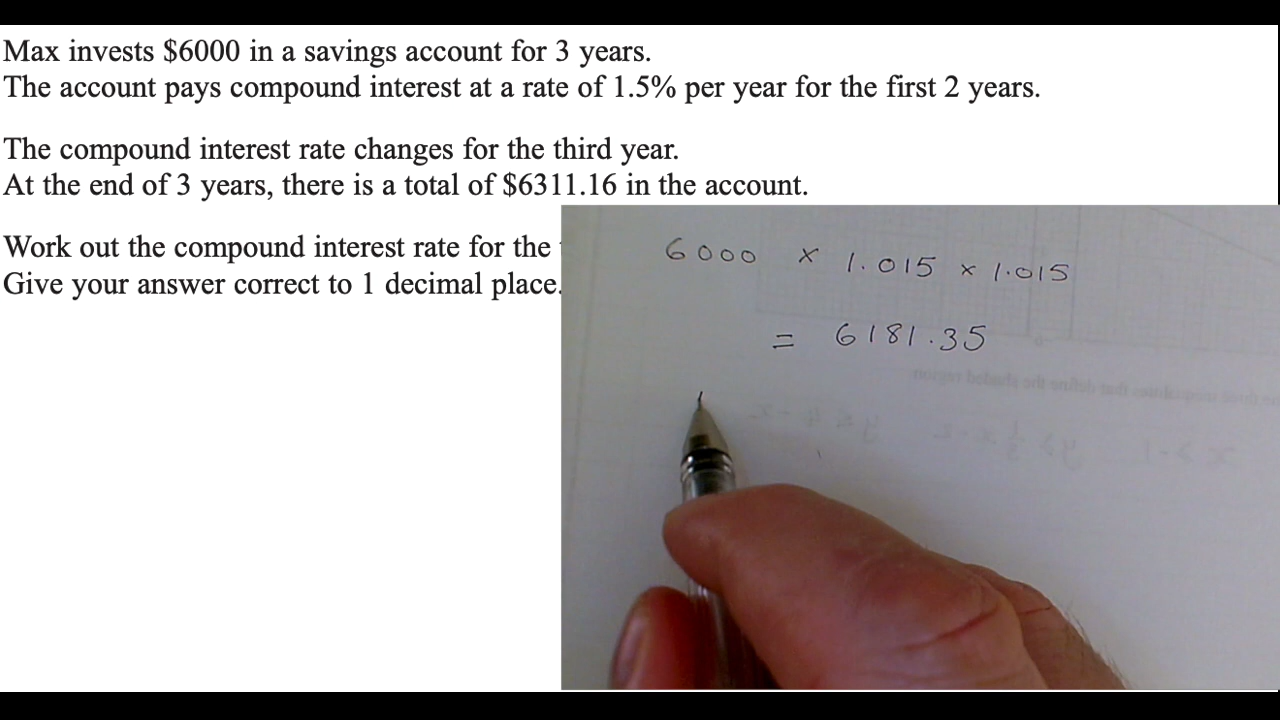 Max invests $6000 in a savings account for 3 years.
The account pays compound interest at a rate of 1.5% per year for the first 2 years.
The compound interest rate changes for the third year.
At the end of 3 years, there is a total of $6311.16 in the account.
Work out the compound interest rate for the
Give your answer correct to 1 decimal place.
6000 × 1.015 × 1.015
= 6181.35